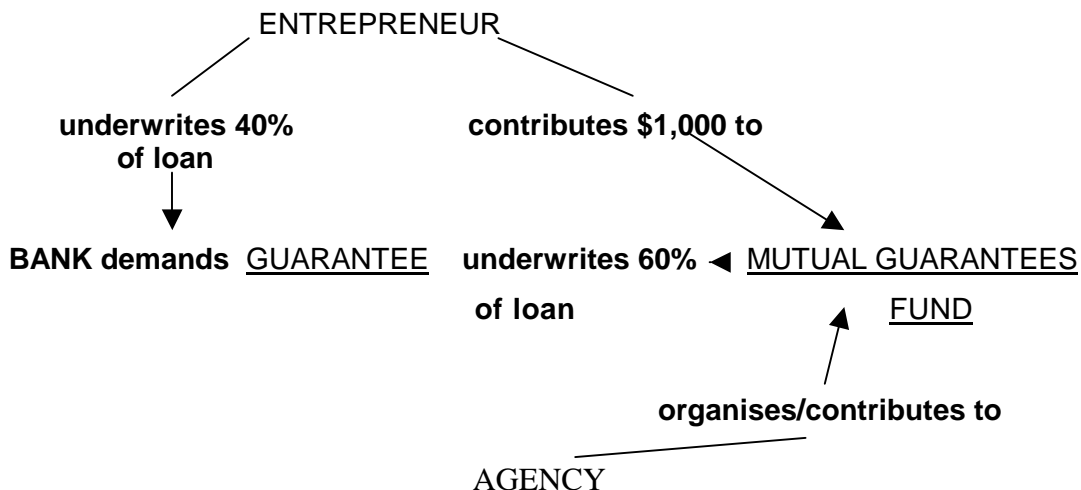 ENTREPRENEUR
underwrites 40%
of loan
contributes $1,000 to
BANK demands GUARANTEE underwrites 60% MUTUAL GUARANTEES
of loan FUND
organises/contributes to
AGENCY